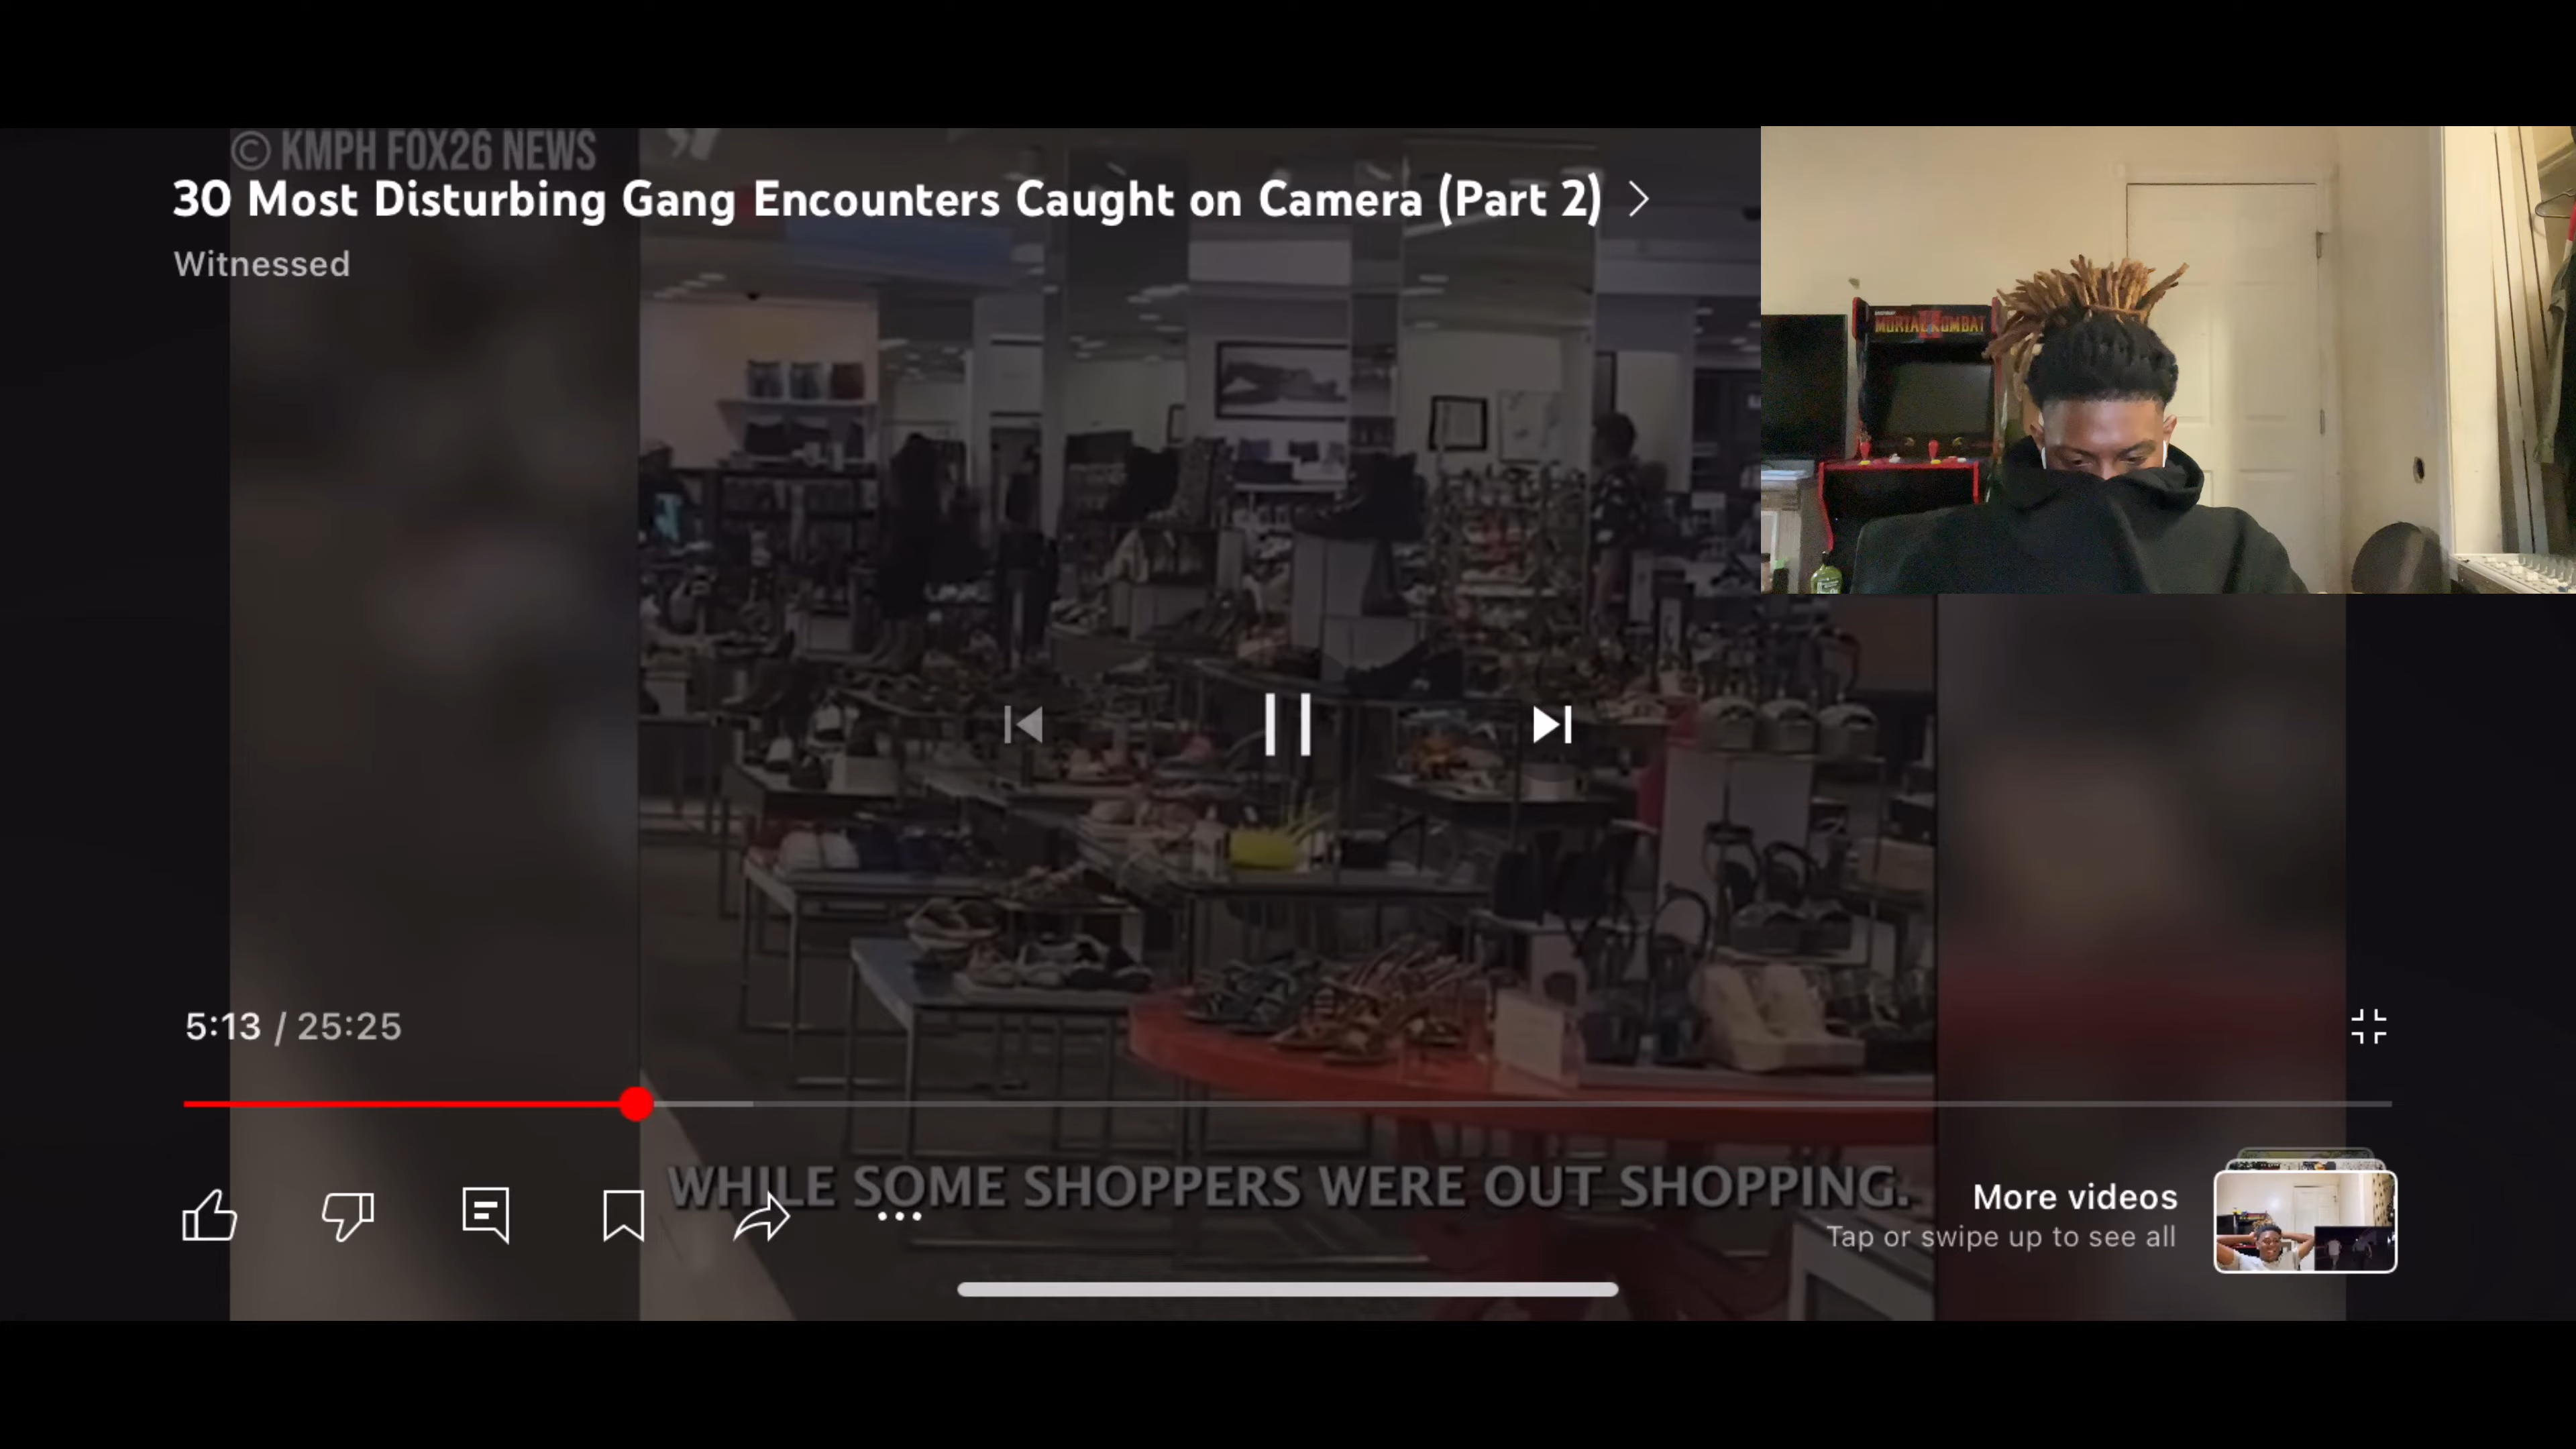 © KMPH FOX26 NEWS
30 Most Disturbing Gang Encounters Caught on Camera (Part 2)
Witnessed
MORTAL KOMBAT
5:13 / 25:25
WHILE SOME SHOPPERS WERE OUT SHOPPING.
More videos
Tap or swipe up to see all